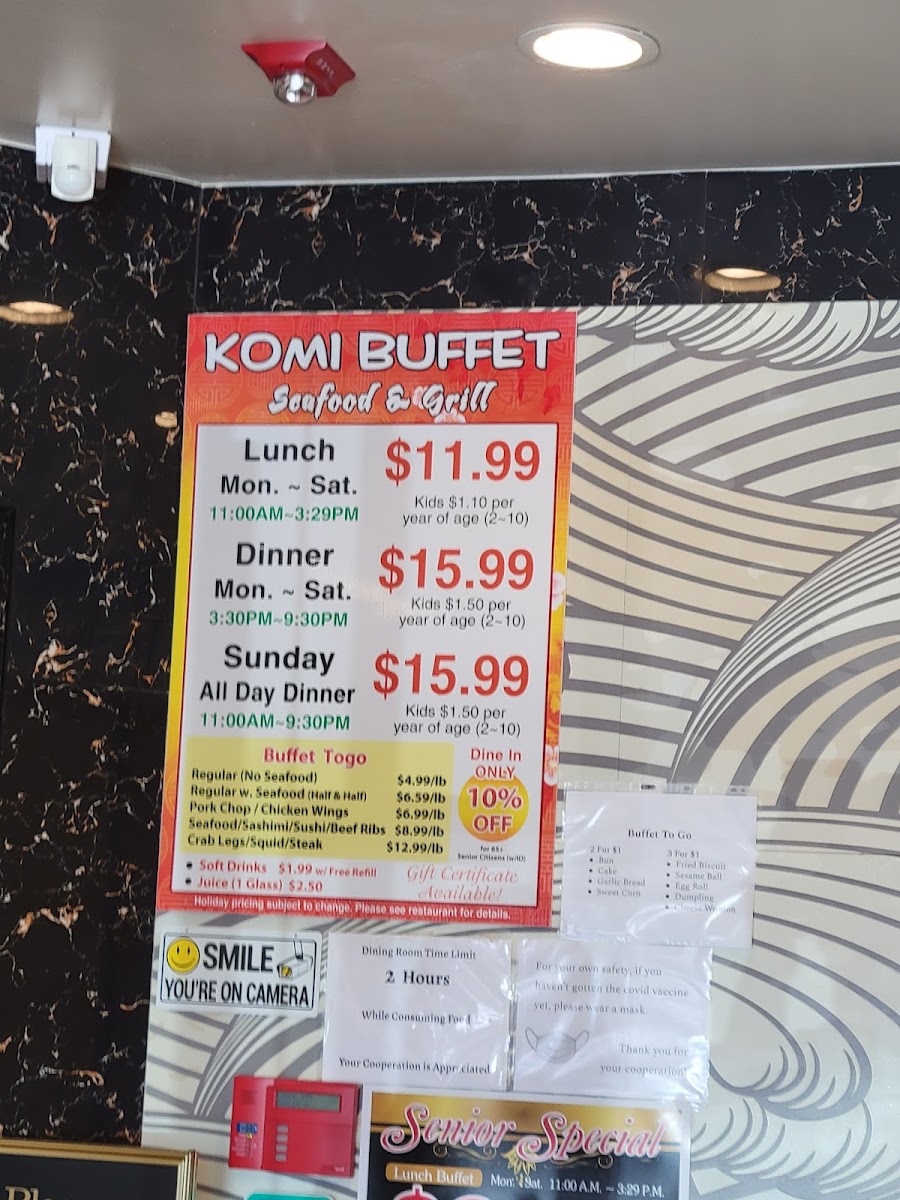 KOMI BUFFET
Seafood & Grill
Lunch
Mon. ~ Sat.
11:00AM~3:29PM
$11.99
Kids $1.10 per
year of age (2~10)
Dinner
Mon. ~ Sat.
3:30PM~9:30PM
$15.99
Kids $1.50 per
year of age (2~10)
Sunday
All Day Dinner
11:00AM~9:30PM
$15.99
Kids $1.50 per
year of age (2~10)
Buffet Togo
Regular (No Seafood) $4.99/lb
Regular w. Seafood (Half & Half) $6.59/lb
Pork Chop / Chicken Wings $6.99/lb
Seafood/Sashimi/Sushi/Beef Ribs $8.99/lb
Crab Legs/Squid/Steak $12.99/lb
Dine In
ONLY
10%
OFF
for 65+
Senior Citizens (w/ID)
• Soft Drinks $1.99 w/ Free Refill
• Juice (1 Glass) $2.50
Gift Certificate
Available!
Holiday pricing subject to change. Please see restaurant for details.
Buffet To Go
2 For $1
• Bun
• Cake
• Garlic Bread
• Sweet Corn
3 For $1
• Fried Biscuit
• Sesame Ball
• Egg Roll
• Dumpling
• Cheese Wonton
SMILE
YOU'RE ON CAMERA
Dining Room Time Limit
2 Hours
While Consuming Food
Your Cooperation is Appreciated
For your own safety, if you
haven't gotten the covid vaccine
yet, please wear a mask.
Thank you for
your cooperation!
Senior Special
Lunch Buffet Mon. ~ Sat. 11:00 A.M. ~ 3:29 P.M.